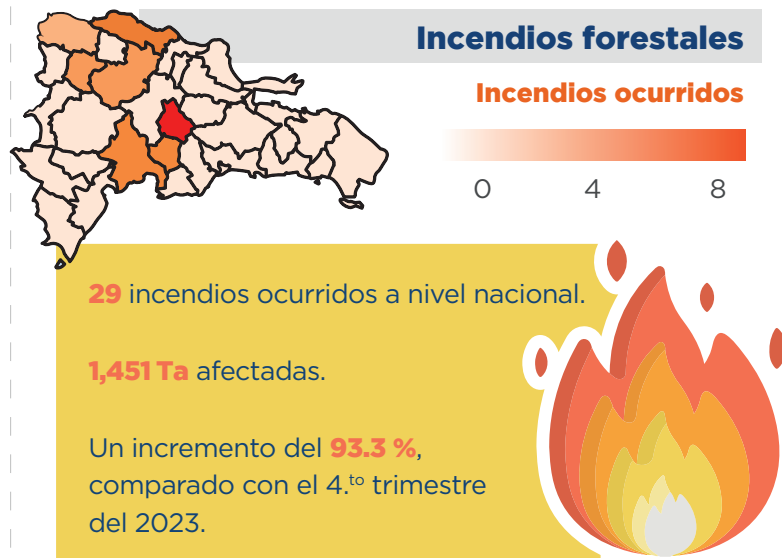 Incendios forestales
Incendios ocurridos
0 4 8
29 incendios ocurridos a nivel nacional.
1,451 Ta afectadas.
Un incremento del 93.3 %,
comparado con el 4.to trimestre
del 2023.